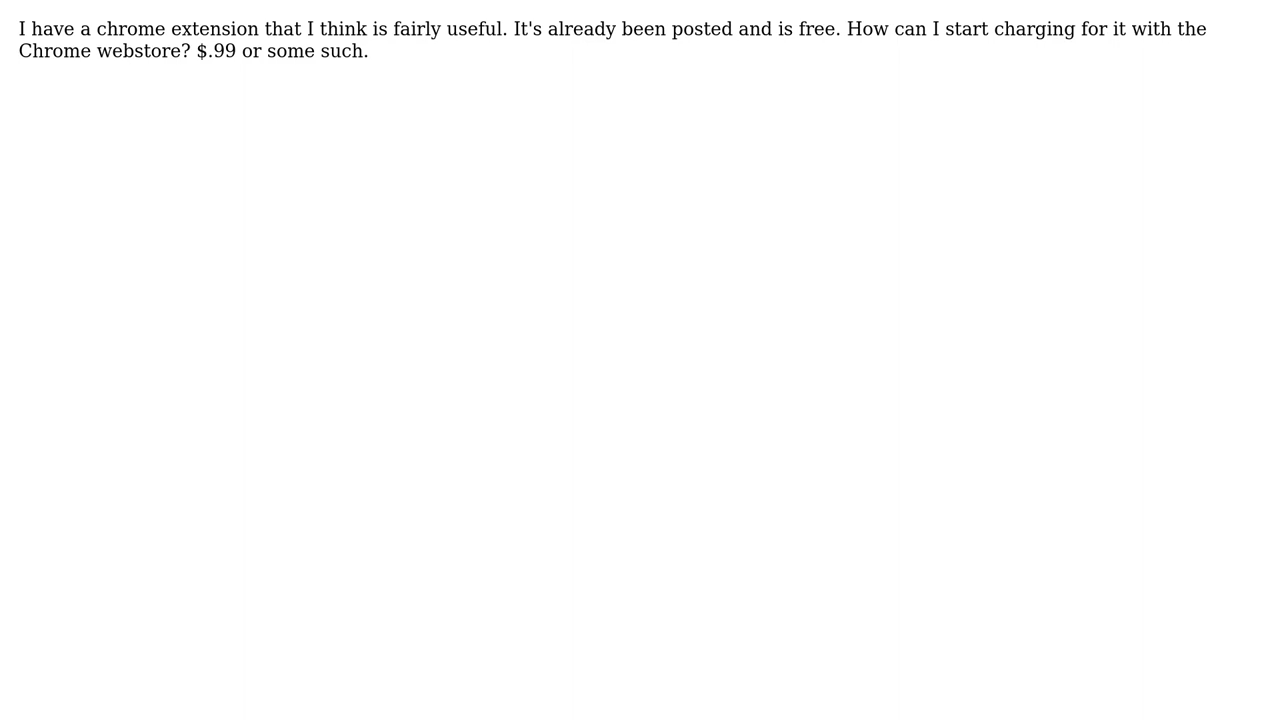 I have a chrome extension that I think is fairly useful. It's already been posted and is free. How can I start charging for it with the
Chrome webstore? $.99 or some such.